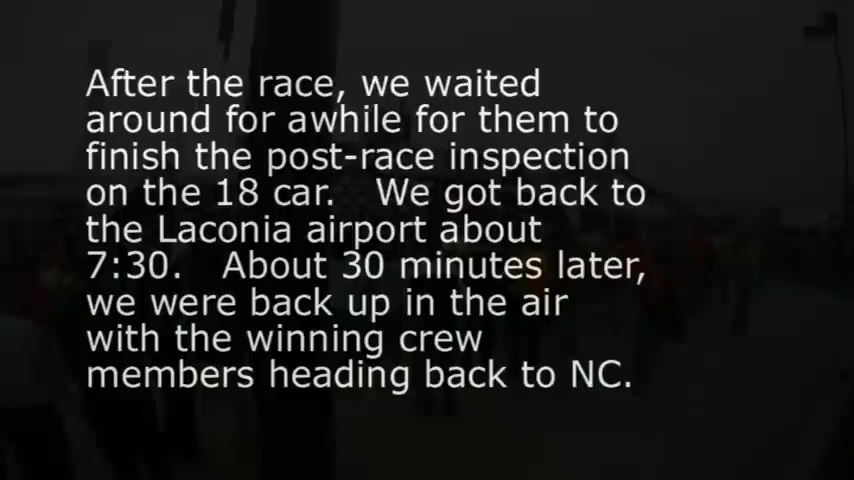 After the race, we waited
around for awhile for them to
finish the post-race inspection
on the 18 car.   We got back to
the Laconia airport about
7:30.   About 30 minutes later,
we were back up in the air
with the winning crew
members heading back to NC.